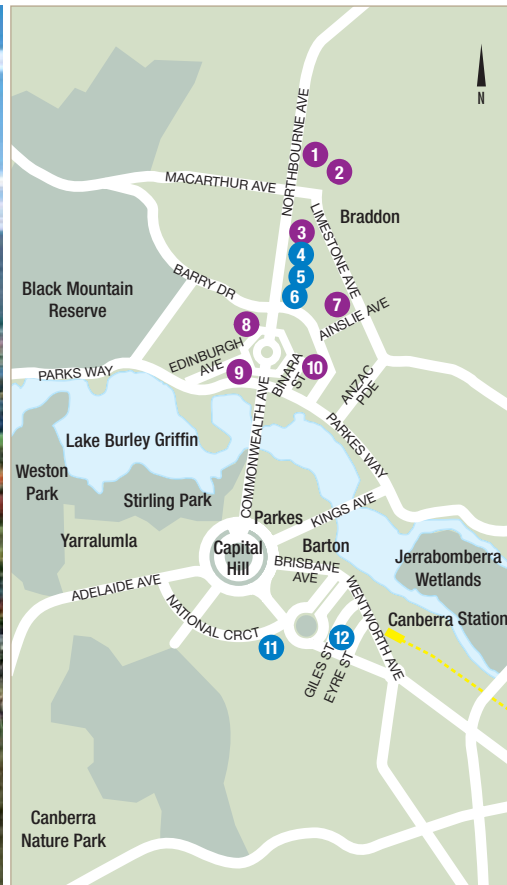 N
NORTHBOURNE AVE
1
2
MACARTHUR AVE
LIMESTONE AVE
Braddon
3
4
5
6
BARRY DR
7
AINSLIE AVE
Black Mountain
Reserve
8
EDINBURGH
AVE
9
10
BINARA
ST
ANZAC
PDE
PARKS WAY
COMMONWEALTH AVE
PARKES WAY
Lake Burley Griffin
Weston
Park
Stirling Park
Parkes
KINGS AVE
Yarralumla
Capital
Hill
Barton
BRISBANE
AVE
Jerrabomberra
Wetlands
ADELAIDE AVE
NATIONAL CRCT
WENTWORTH AVE
Canberra Station
11
12
GILES ST
EYRE ST
Canberra
Nature Park